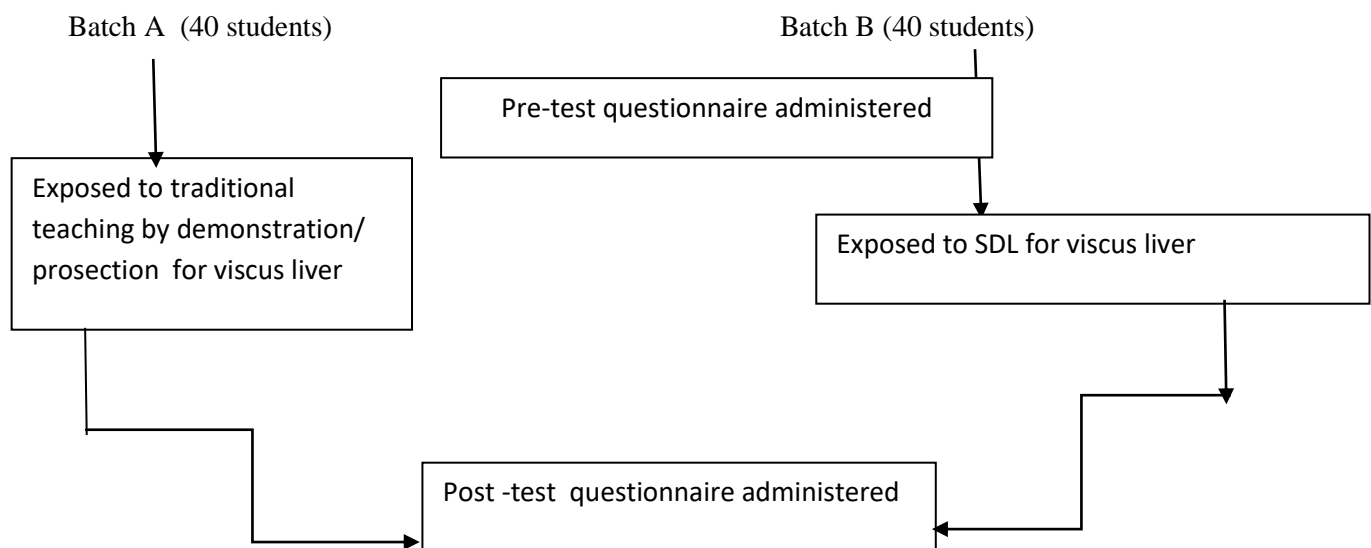 Batch A (40 students)
Batch B (40 students)
Pre-test questionnaire administered
Exposed to traditional
teaching by demonstration/
prosection for viscus liver
Exposed to SDL for viscus liver
Post -test questionnaire administered